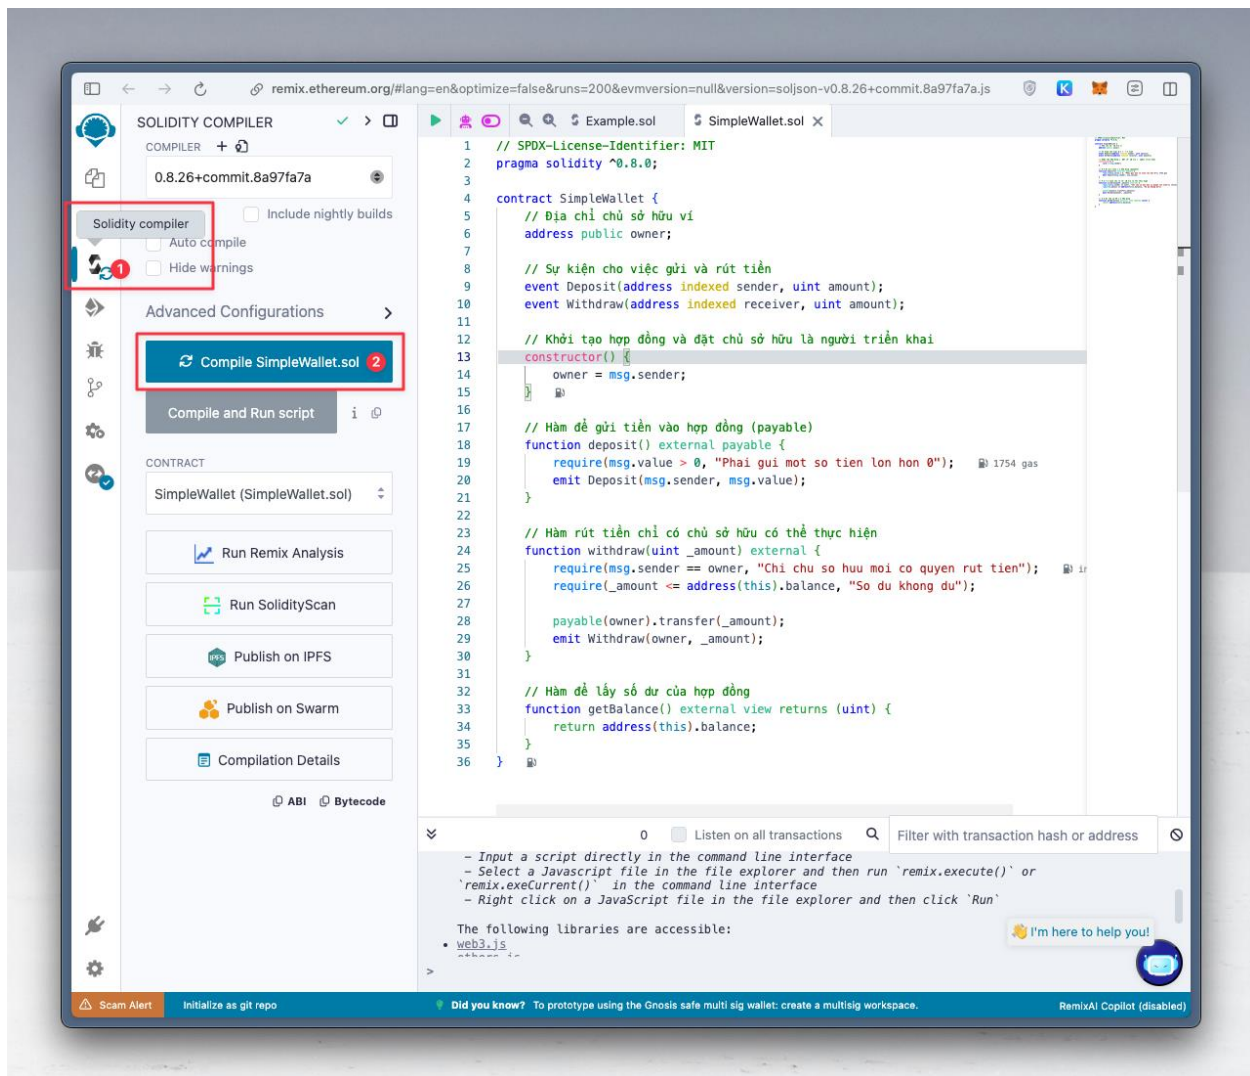 remix.ethereum.org/#lang=en&optimize=false&runs=200&evmversion=null&version=soljson-v0.8.26+commit.8a97fa7a.js
SOLIDITY COMPILER
COMPILER
0.8.26+commit.8a97fa7a
Include nightly builds
Solidity compiler
Auto compile
Hide warnings
1
Advanced Configurations
Compile SimpleWallet.sol 2
Compile and Run script
CONTRACT
SimpleWallet (SimpleWallet.sol)
Run Remix Analysis
Run SolidityScan
IPFS
Publish on IPFS
Publish on Swarm
Compilation Details
ABI
Bytecode
Example.sol
SimpleWallet.sol
1 // SPDX-License-Identifier: MIT
2 pragma solidity ^0.8.0;
3
4 contract SimpleWallet {
5 // Địa chỉ chủ sở hữu ví
6 address public owner;
7
8 // Sự kiện cho việc gửi và rút tiền
9 event Deposit(address indexed sender, uint amount);
10 event Withdraw(address indexed receiver, uint amount);
11
12 // Khởi tạo hợp đồng và đặt chủ sở hữu là người triển khai
13 constructor() {
14 owner = msg.sender;
15 }
16
17 // Hàm để gửi tiền vào hợp đồng (payable)
18 function deposit() external payable {
19 require(msg.value > 0, "Phai gui mot so tien lon hon 0"); 1754 gas
20 emit Deposit(msg.sender, msg.value);
21 }
22
23 // Hàm rút tiền chỉ có chủ sở hữu có thể thực hiện
24 function withdraw(uint _amount) external {
25 require(msg.sender == owner, "Chi chu so huu moi co quyen rut tien");
26 require(_amount <= address(this).balance, "So du khong du");
27
28 payable(owner).transfer(_amount);
29 emit Withdraw(owner, _amount);
30 }
31
32 // Hàm để lấy số dư của hợp đồng
33 function getBalance() external view returns (uint) {
34 return address(this).balance;
35 }
36 }
0
Listen on all transactions
Filter with transaction hash or address
- Input a script directly in the command line interface
- Select a Javascript file in the file explorer and then run `remix.execute()` or
`remix.exeCurrent()` in the command line interface
- Right click on a JavaScript file in the file explorer and then click `Run`
The following libraries are accessible:
web3.js
>
👋 I'm here to help you!
Scam Alert
Initialize as git repo
Did you know? To prototype using the Gnosis safe multi sig wallet: create a multisig workspace.
RemixAI Copilot (disabled)